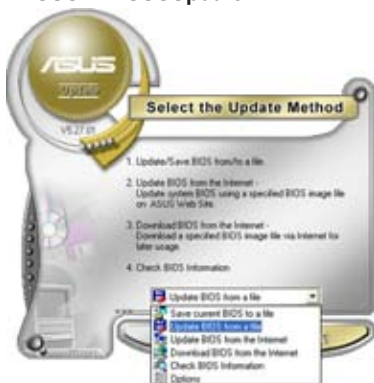 ASUS
Update
V5.27.01
Select the Update Method
1. Update/Save BIOS from/to a file
2. Update BIOS from the Internet -
Update system BIOS using a specified BIOS image file
on ASUS Web Site.
3. Download BIOS from the Internet -
Download a specified BIOS image file via Internet for
later usage.
4. Check BIOS Information
Update BIOS from a file
Save current BIOS to a file
Update BIOS from a file
Update BIOS from the Internet
Download BIOS from the Internet
Check BIOS Information
Options